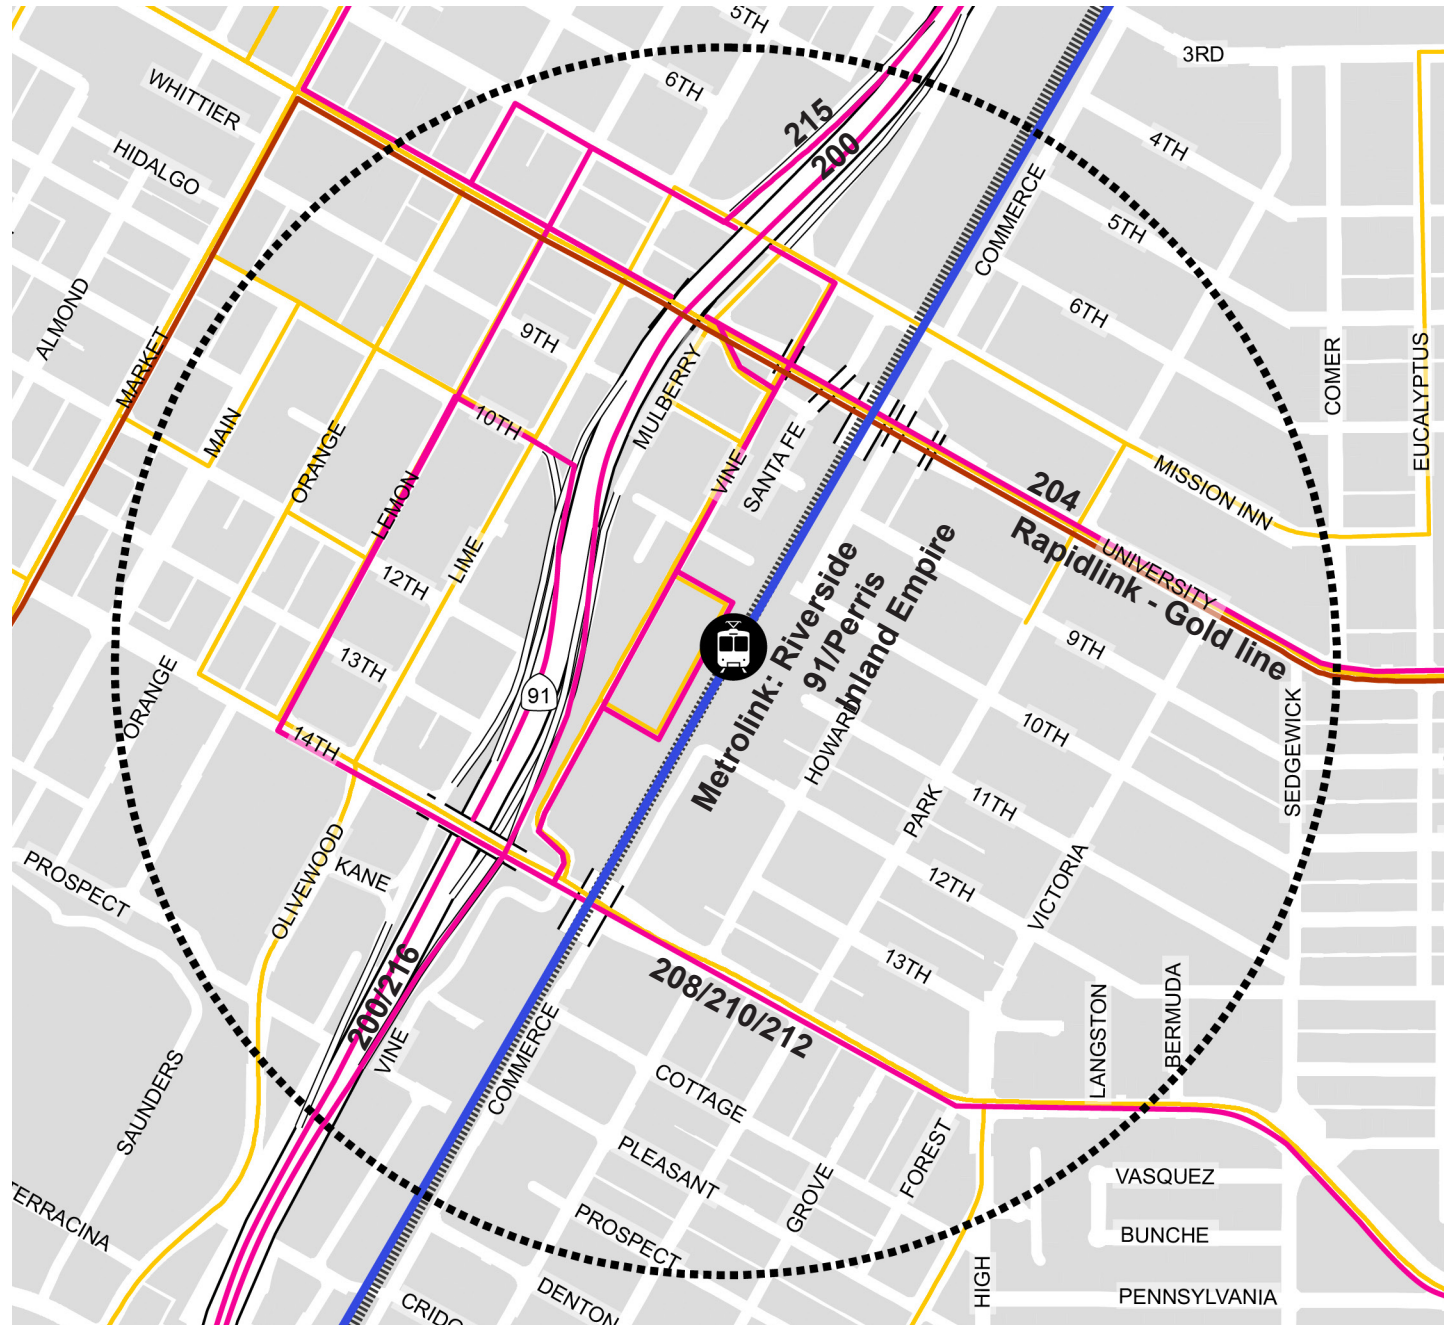 5TH
3RD
6TH
WHITTIER
215
4TH
200
HIDALGO
COMMERCE
5TH
6TH
ALMOND
9TH
MARKET
COMER
EUCALYPTUS
MULBERRY
10TH
MAIN
ORANGE
VINE
SANTA FE
LEMON
204
MISSION INN
Rapidlink - Gold line
UNIVERSITY
LIME
12TH
Metrolink: Riverside
91/Perris
Inland Empire
9TH
13TH
91
ORANGE
14TH
HOWARD
10TH
SEDGEWICK
11TH
PARK
12TH
VICTORIA
OLIVEWOOD
KANE
PROSPECT
13TH
200/216
208/210/212
VINE
COMMERCE
LANGSTON
BERMUDA
SAUNDERS
COTTAGE
PLEASANT
FOREST
GROVE
VASQUEZ
TERRACINA
PROSPECT
BUNCHE
HIGH
DENTON
PENNSYLVANIA
CRIDG